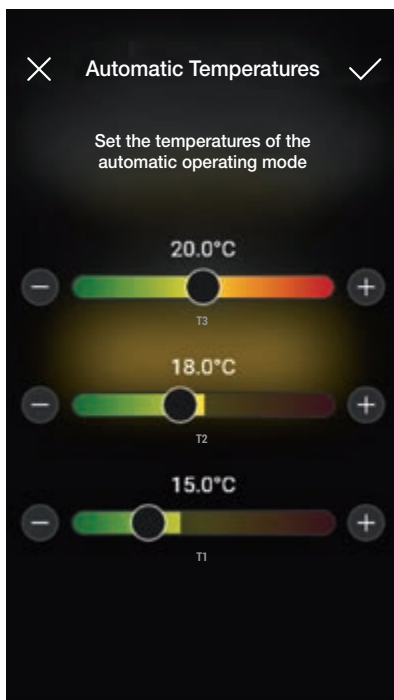 Automatic Temperatures
Set the temperatures of the
automatic operating mode
20.0°C
T3
18.0°C
T2
15.0°C
T1